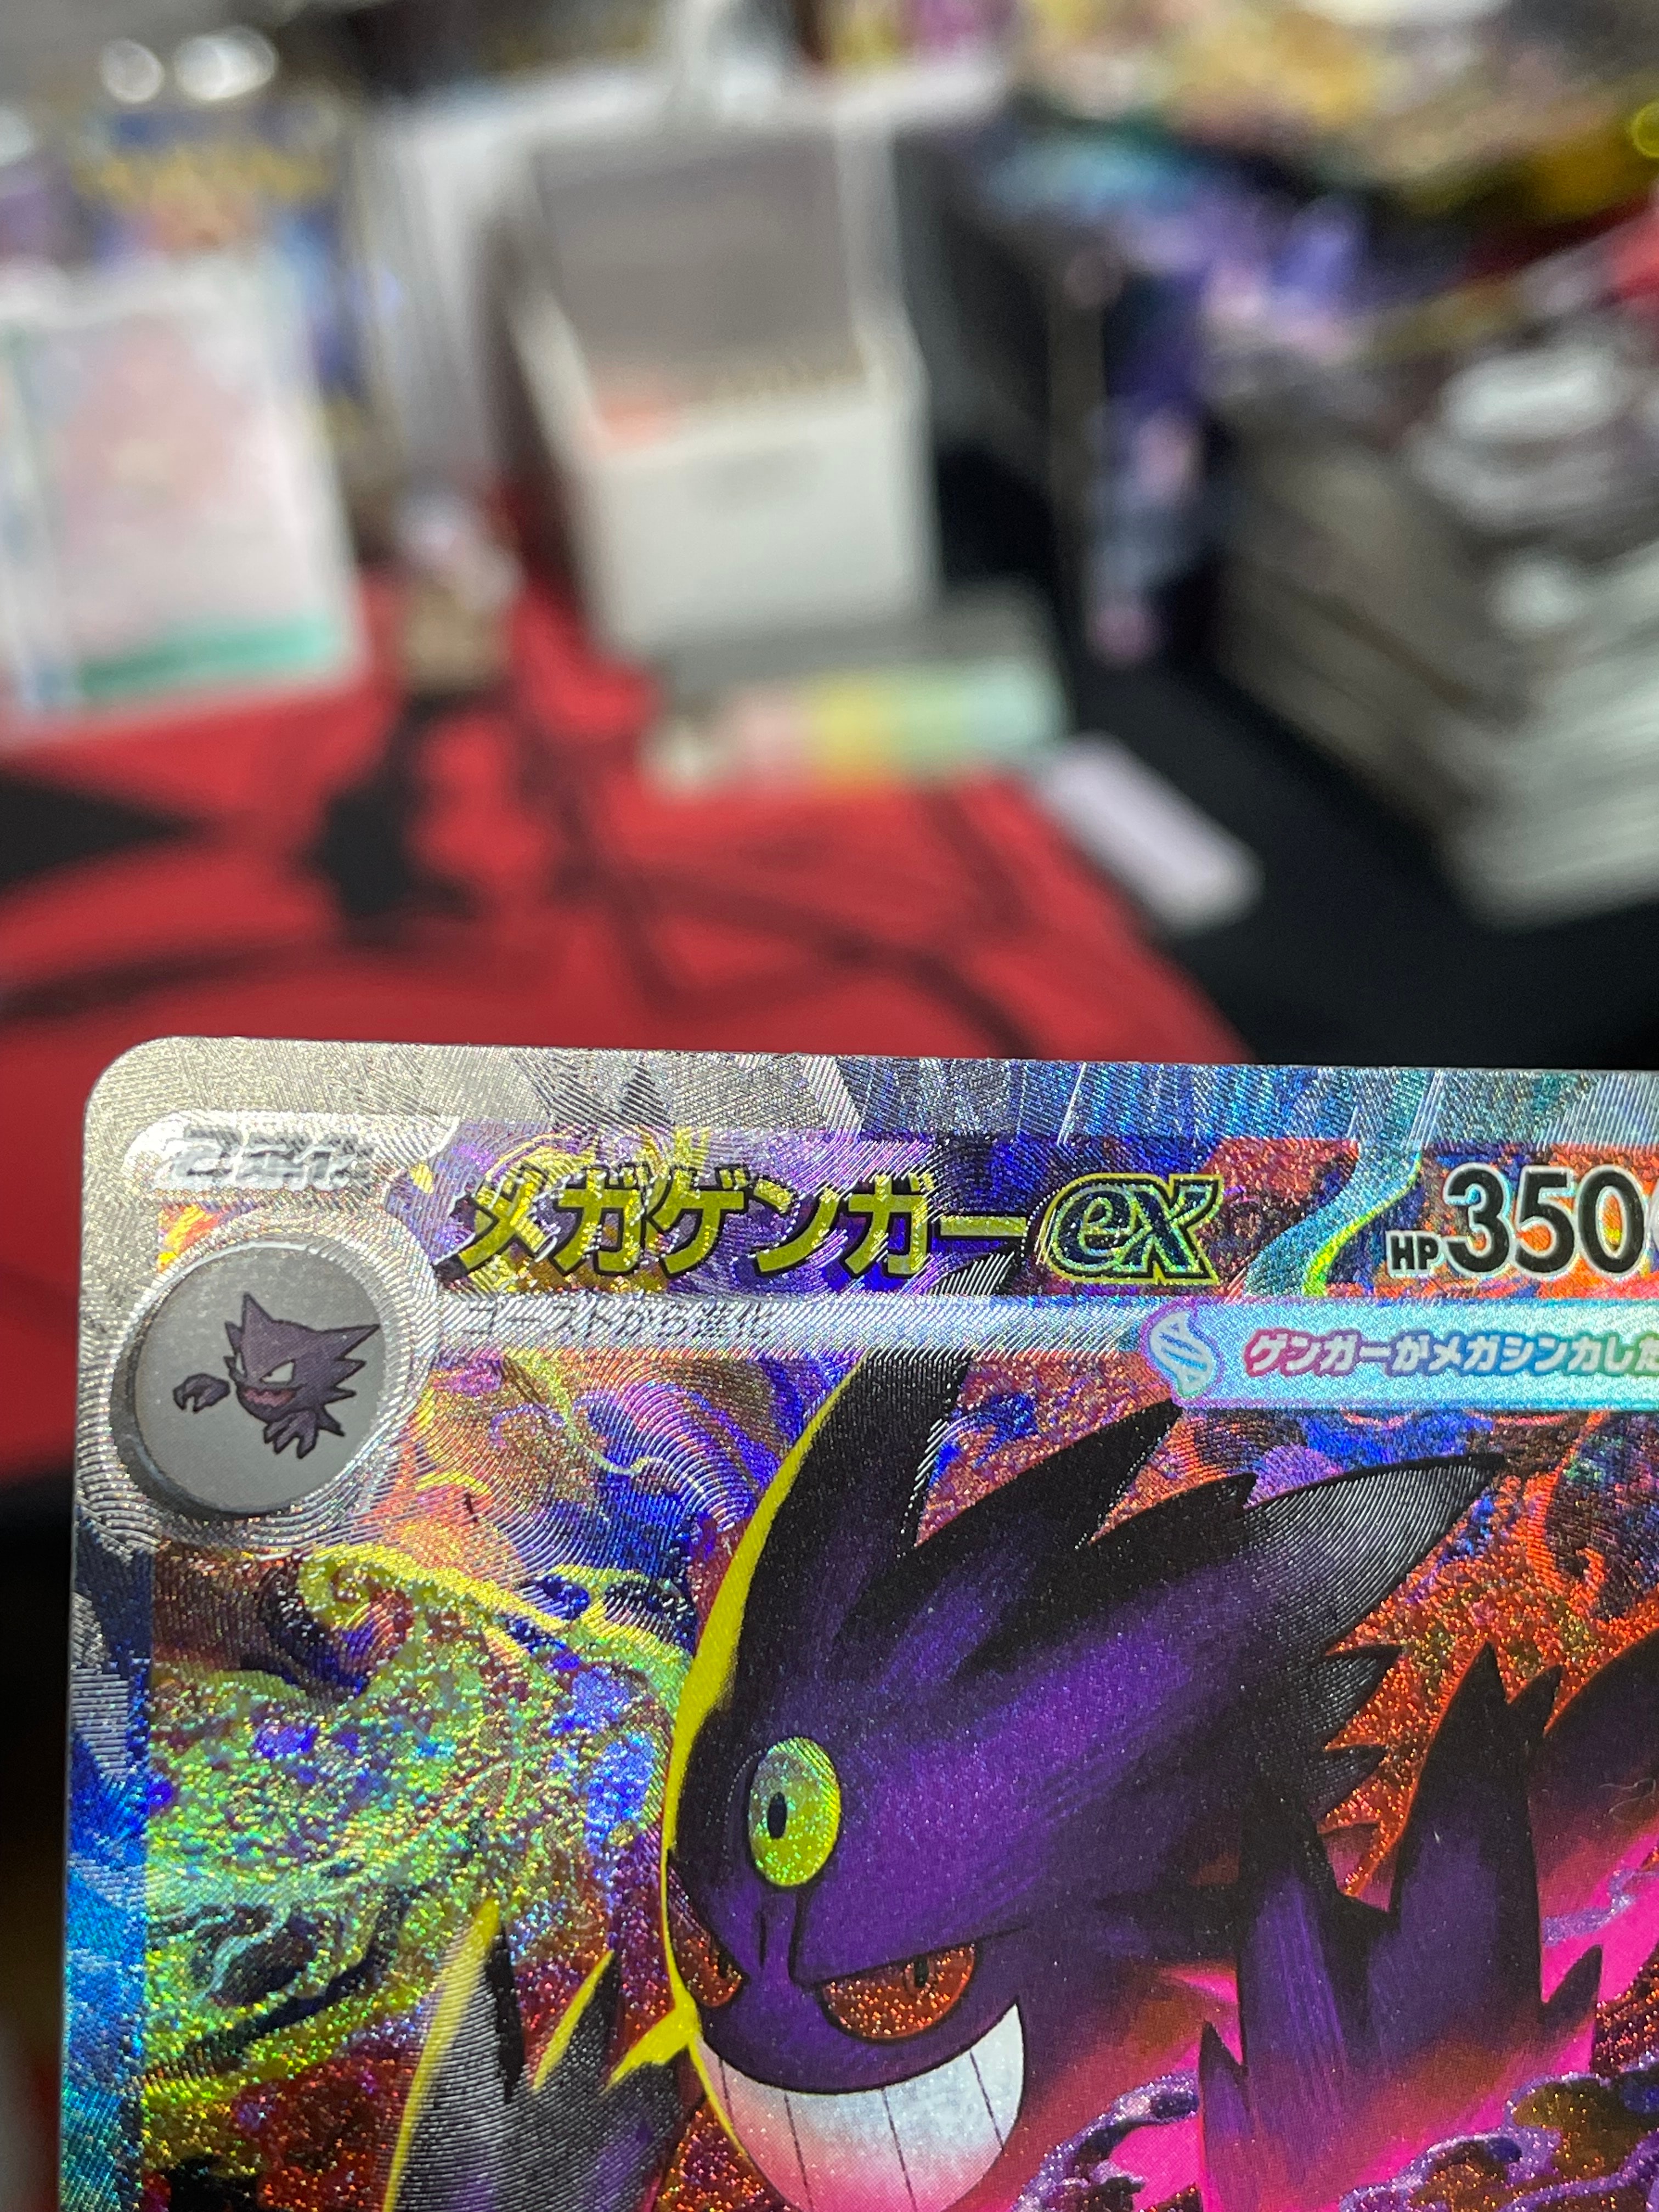 2進化
メガゲンガーex
HP350
ゴーストから進化
ゲンガーがメガシンカした